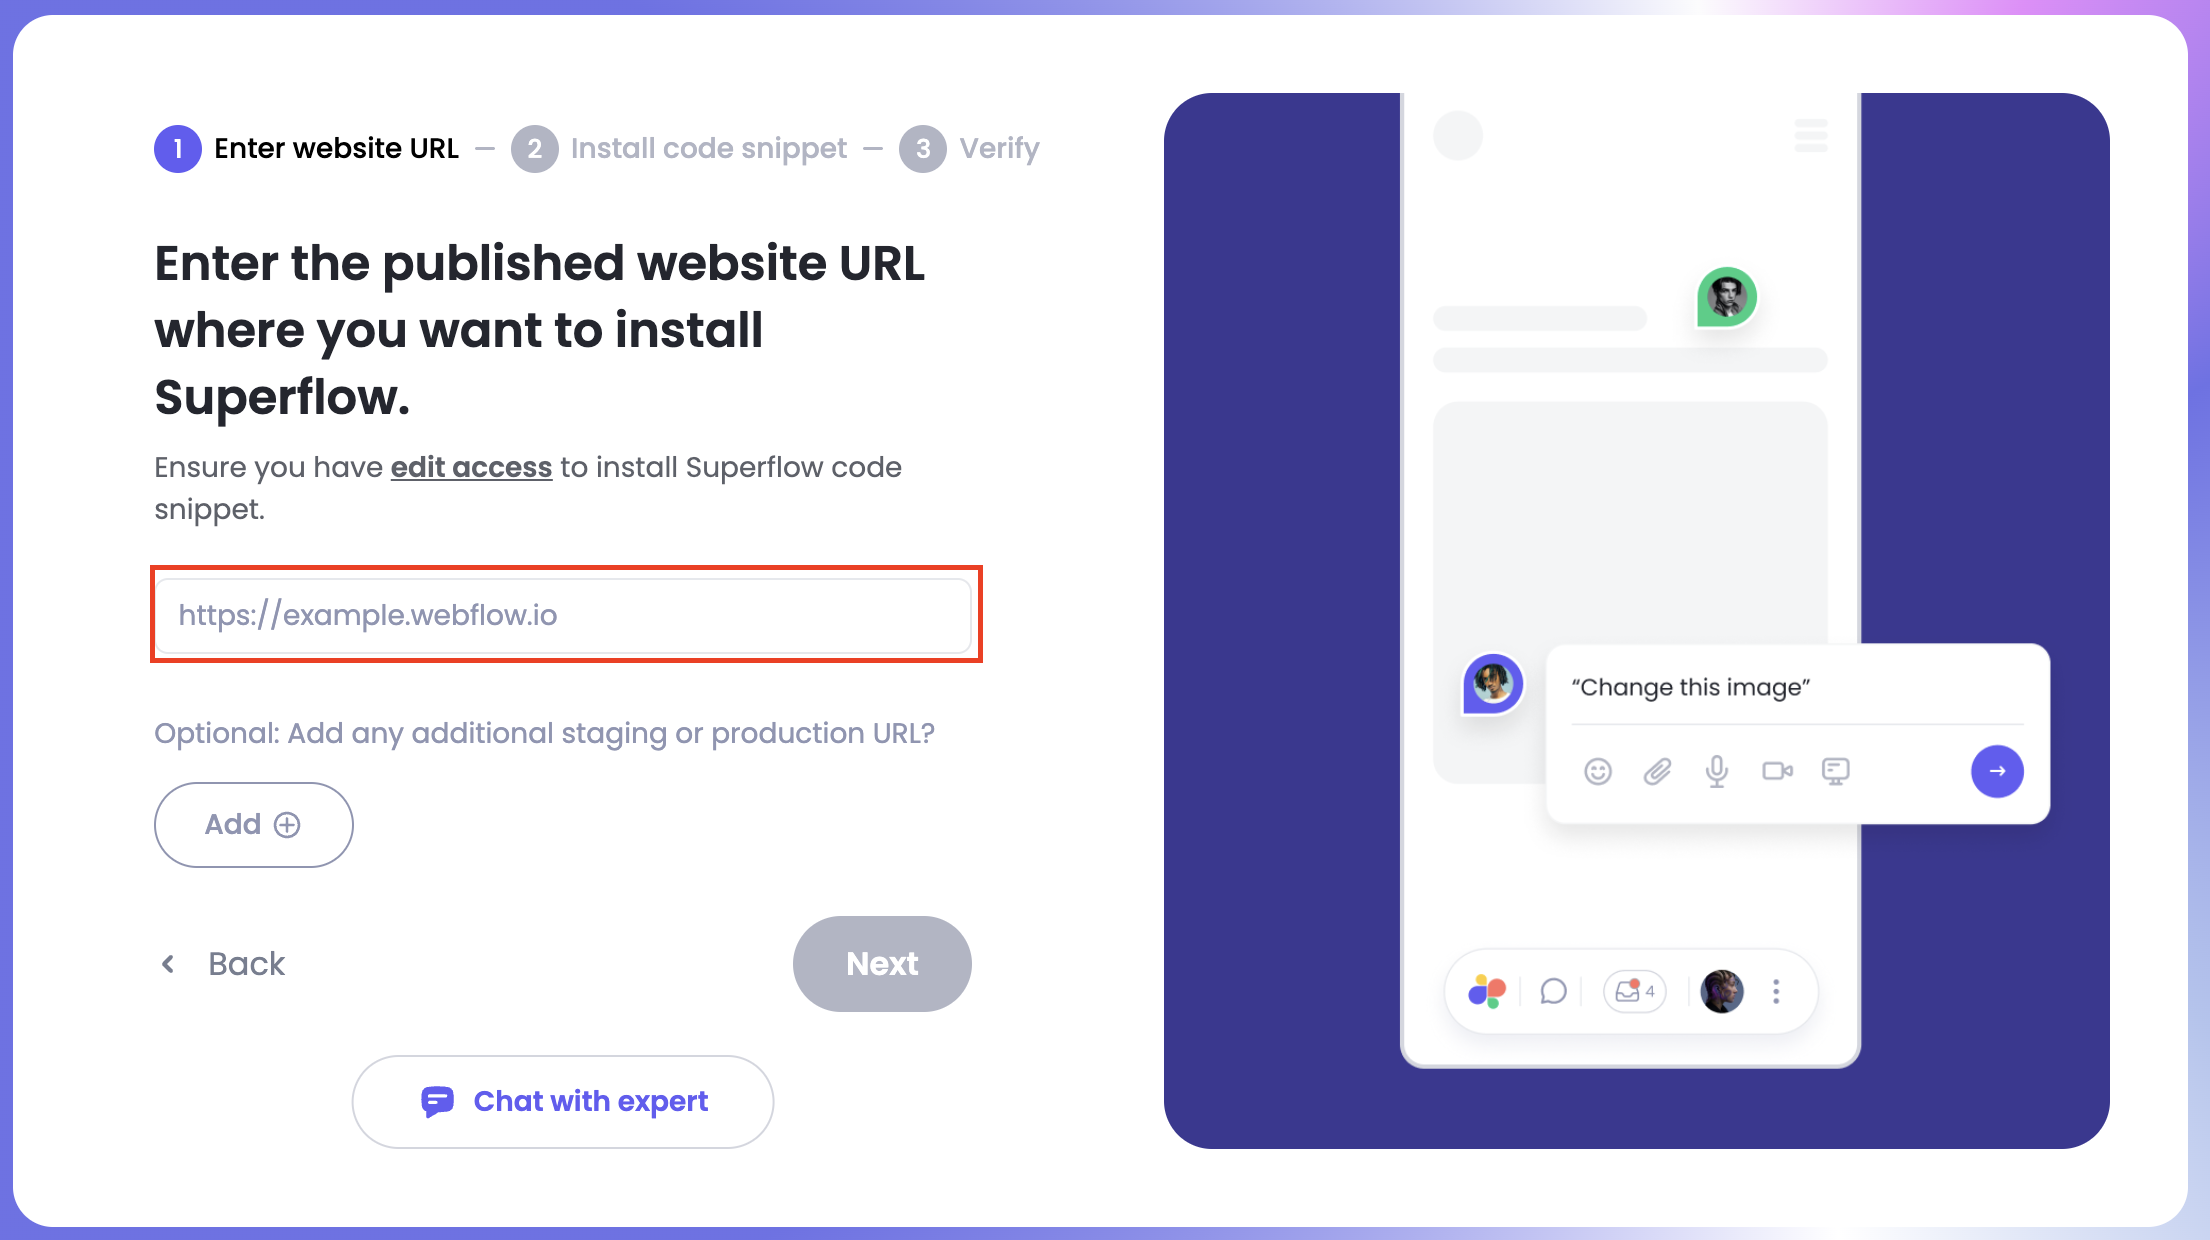 1 Enter website URL — 2 Install code snippet — 3 Verify
Enter the published website URL
where you want to install
Superflow.
Ensure you have edit access to install Superflow code
snippet.
https://example.webflow.io
Optional: Add any additional staging or production URL?
Add
Back
Next
Chat with expert
“Change this image”
4